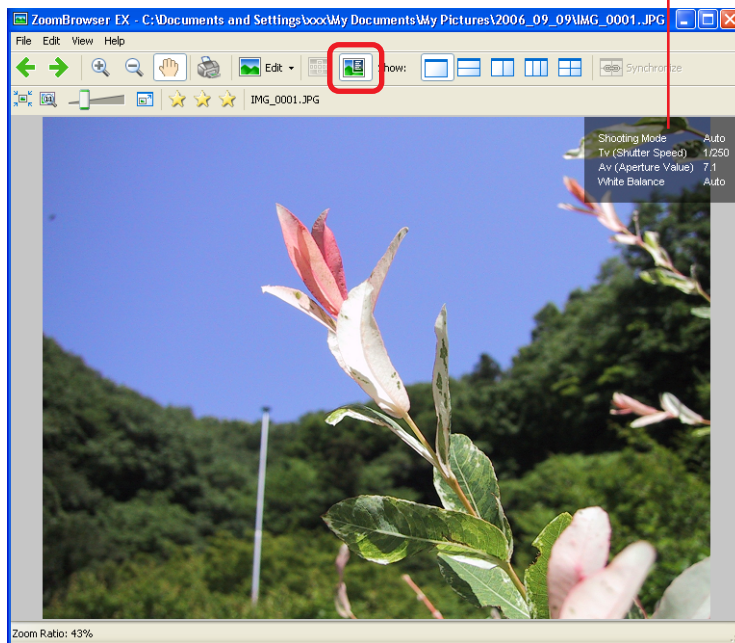 ZoomBrowser EX - C:\Documents and Settings\xxx\My Documents\My Pictures\2006_09_09\IMG_0001.JPG
File Edit View Help
Edit Show: Synchronize
IMG_0001.JPG
Shooting Mode Auto
Tv (Shutter Speed) 1/250
Av (Aperture Value) 7.1
White Balance Auto
Zoom Ratio: 43%